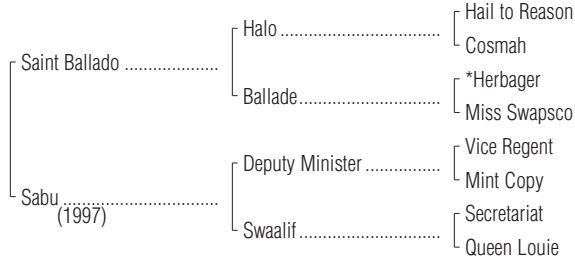 Hail to Reason
Halo
Cosmah
Saint Ballado
*Herbager
Ballade
Miss Swapsco
Vice Regent
Deputy Minister
Mint Copy
Sabu
(1997)
Secretariat
Swaalif
Queen Louie